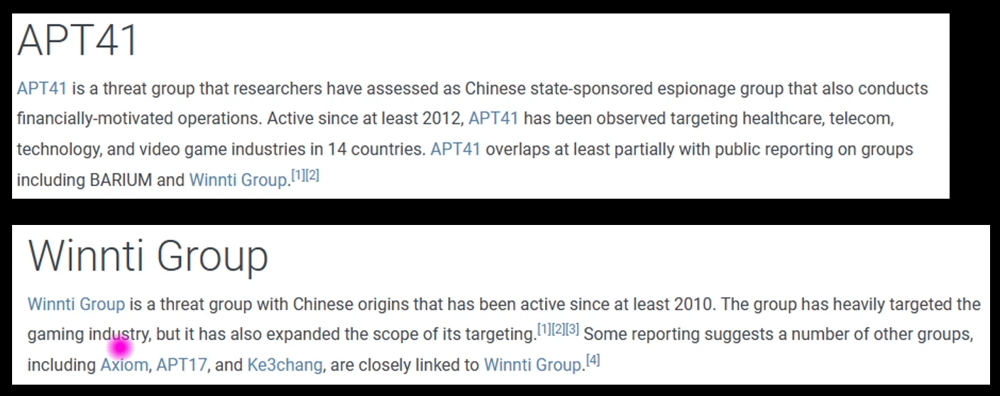 APT41
APT41 is a threat group that researchers have assessed as Chinese state-sponsored espionage group that also conducts
financially-motivated operations. Active since at least 2012, APT41 has been observed targeting healthcare, telecom,
technology, and video game industries in 14 countries. APT41 overlaps at least partially with public reporting on groups
including BARIUM and Winnti Group.[1][2]
Winnti Group
Winnti Group is a threat group with Chinese origins that has been active since at least 2010. The group has heavily targeted the
gaming industry, but it has also expanded the scope of its targeting.[1][2][3] Some reporting suggests a number of other groups,
including Axiom, APT17, and Ke3chang, are closely linked to Winnti Group.[4]